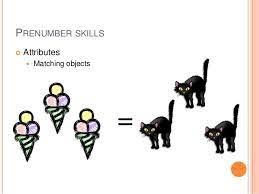 PRENUMBER SKILLS
Attributes
Matching objects
=